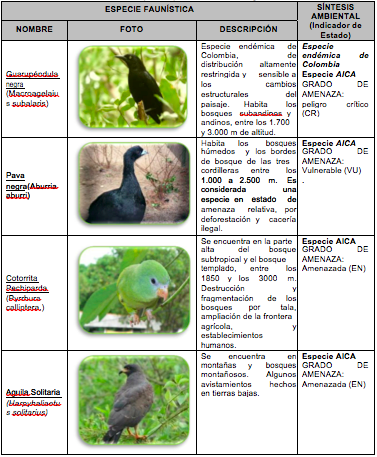 ESPECIE FAUNÍSTICA
SÍNTESIS
AMBIENTAL
(Indicador de
Estado)
NOMBRE
FOTO
DESCRIPCIÓN
Guarupéndula
negra
(Macroagelaiu
s subalaris)
Especie endémica de
Colombia,
distribución altamente
restringida y sensible a
los cambios
estructurales del
paisaje. Habita los
bosques subandinos y
andinos, entre los 1.700
y 3.000 m de altitud.
Especie
endémica de
Colombia
Especie AICA
GRADO DE
AMENAZA:
peligro crítico
(CR)
Pava
negra(Aburria
aburri)
Habita los bosques
húmedos y los bordes
de bosque de las tres
cordilleras entre los
1.000 a 2.500 m. Es
considerada una
especie en estado de
amenaza relativa, por
deforestación y cacería
ilegal.
Especie AICA
GRADO DE
AMENAZA:
Vulnerable (VU)
.
Cotorrita
Pechiparda
(Pyrrbura
calliptera,)
Se encuentra en la parte
alta del bosque
subtropical y el bosque
templado, entre los
1850 y los 3000 m.
Destrucción y
fragmentación de los
bosques por tala,
ampliación de la frontera
agrícola, y
establecimientos
humanos.
Especie AICA
GRADO DE
AMENAZA:
Amenazada (EN)
Aguila Solitaria
(Harpyhaliaetu
s solitarius)
Se encuentra en
montañas y bosques
montañosos. Algunos
avistamientos hechos
en tierras bajas.
Especie AICA
GRADO DE
AMENAZA:
Amenazada (EN)